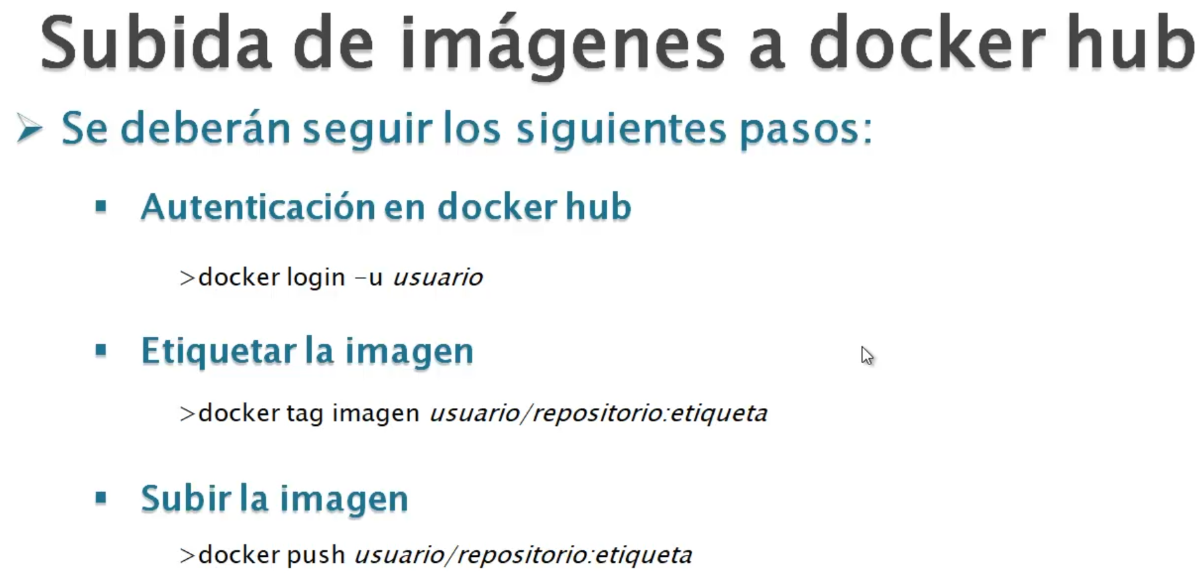 Subida de imágenes a docker hub
Se deberán seguir los siguientes pasos:
Autenticación en docker hub
>docker login –u usuario
Etiquetar la imagen
>docker tag imagen usuario/repositorio:etiqueta
Subir la imagen
>docker push usuario/repositorio:etiqueta